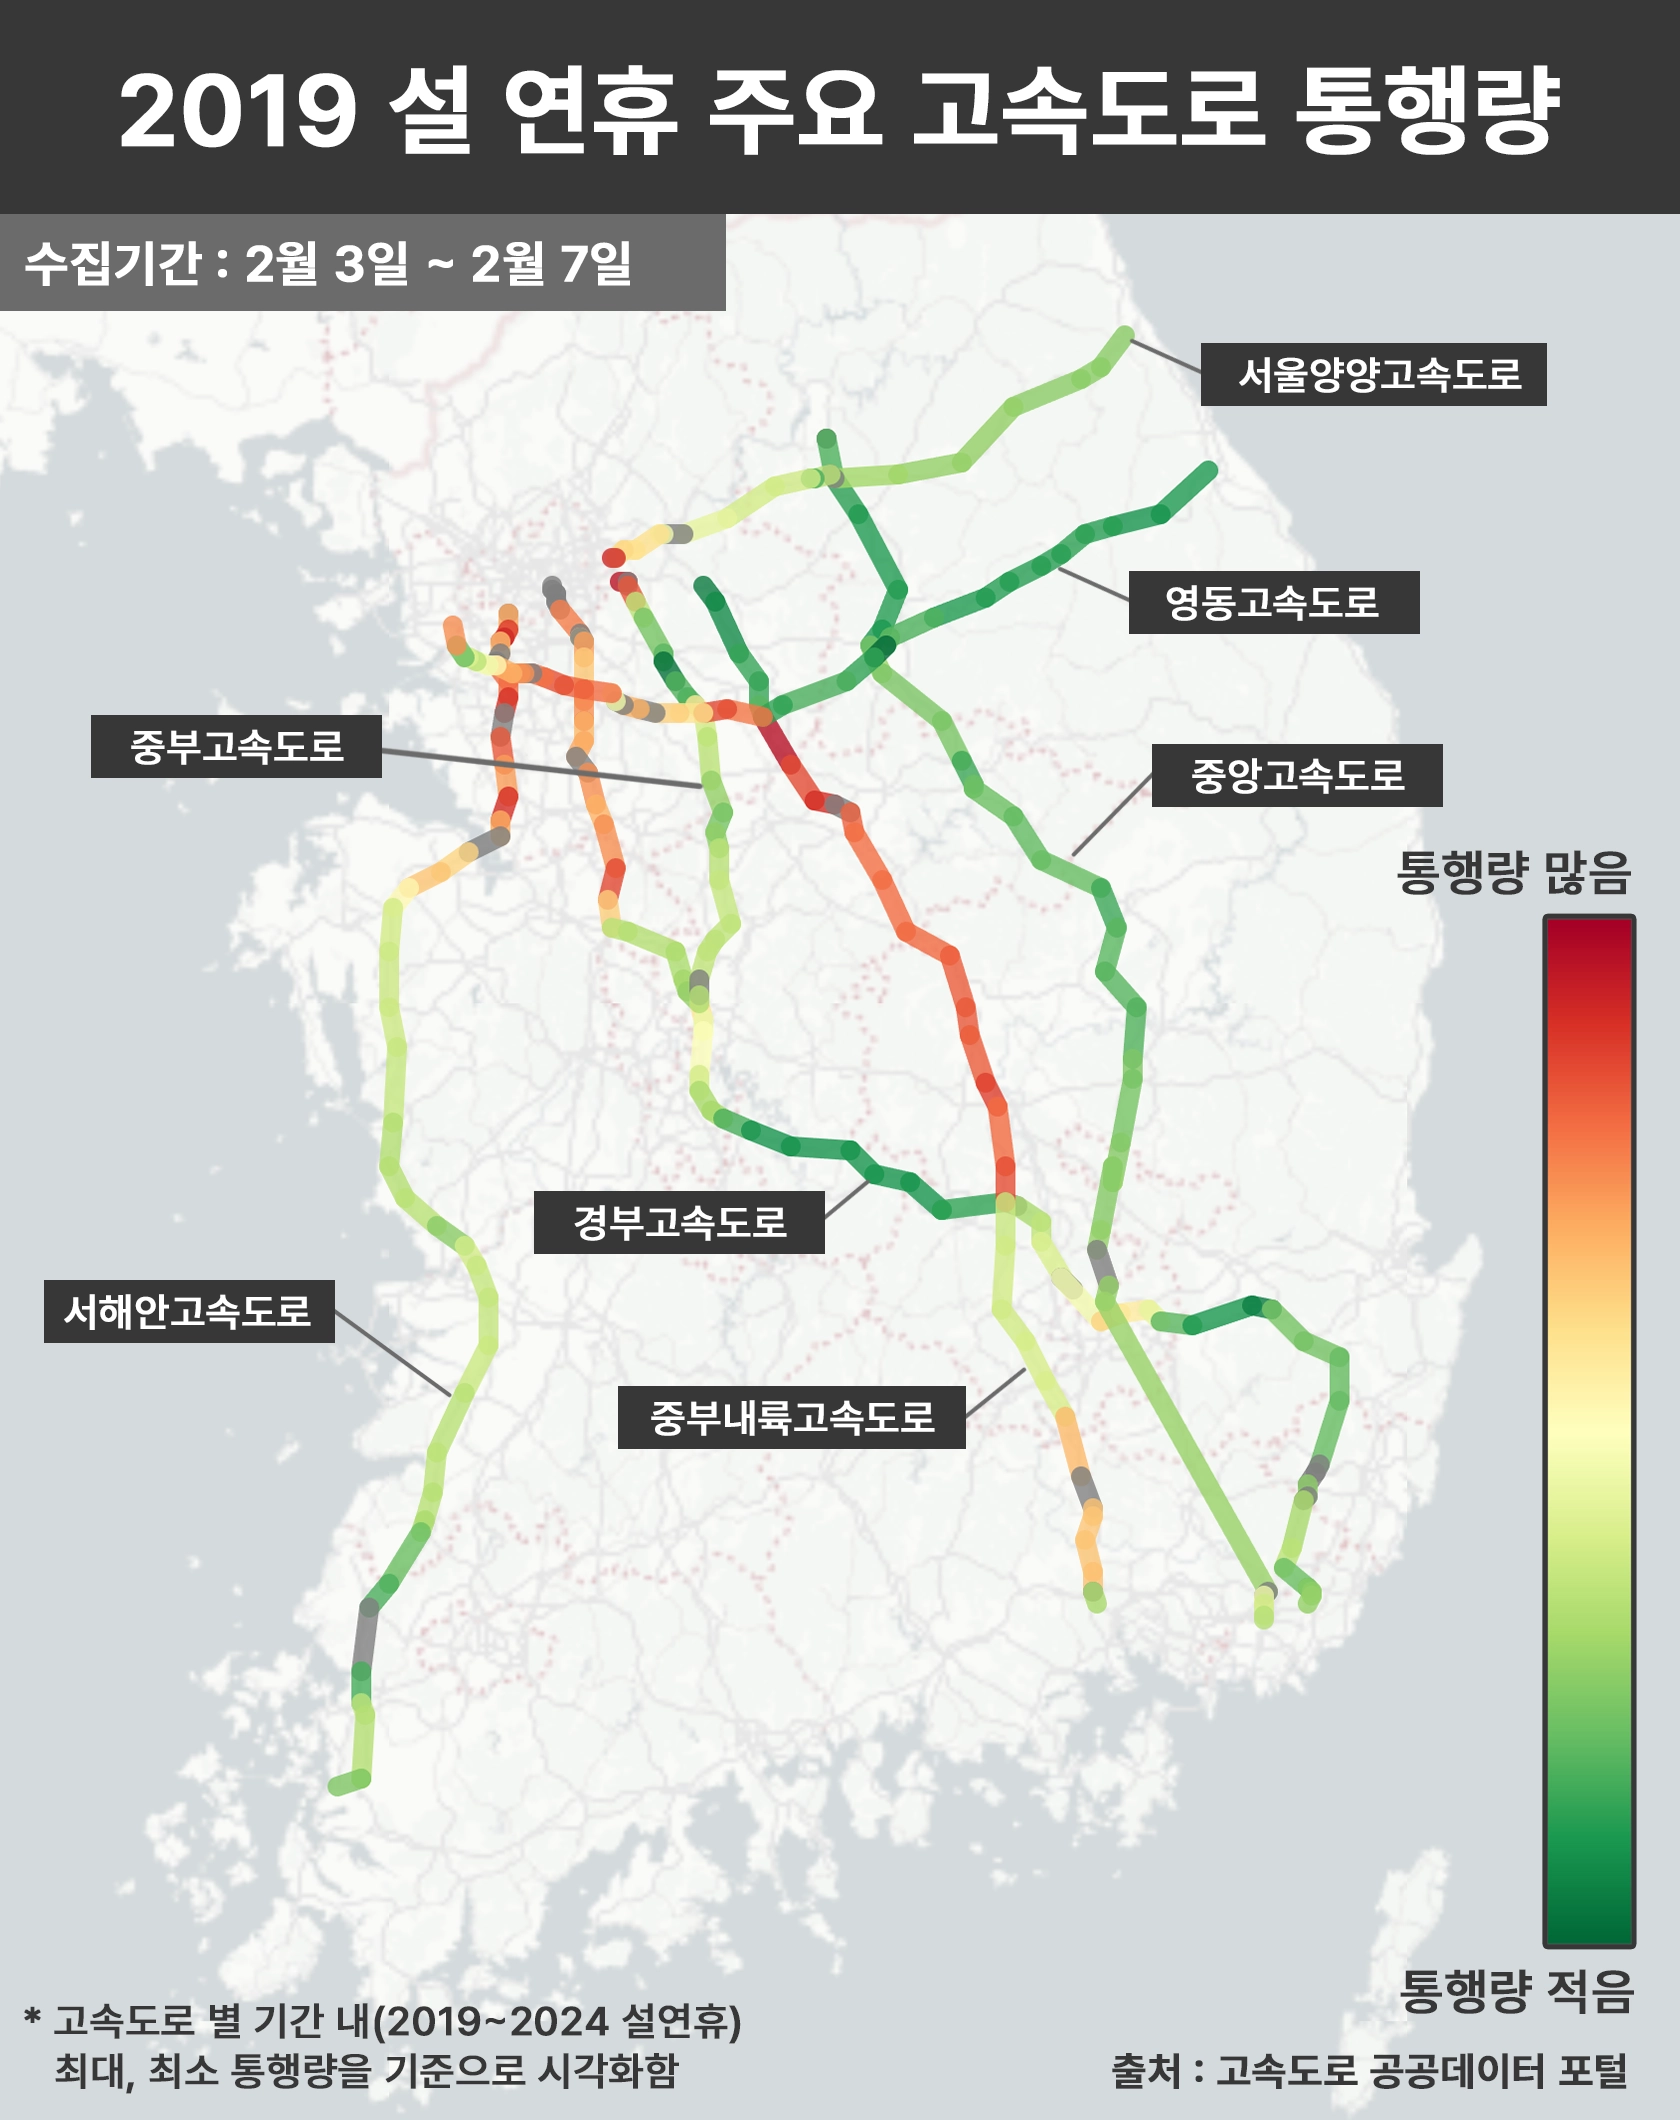 2019 설 연휴 주요 고속도로 통행량
수집기간 : 2월 3일 ~ 2월 7일
서울양양고속도로
영동고속도로
중부고속도로
중앙고속도로
통행량 많음
경부고속도로
서해안고속도로
중부내륙고속도로
통행량 적음
* 고속도로 별 기간 내(2019~2024 설연휴)
최대, 최소 통행량을 기준으로 시각화함
출처 : 고속도로 공공데이터 포털